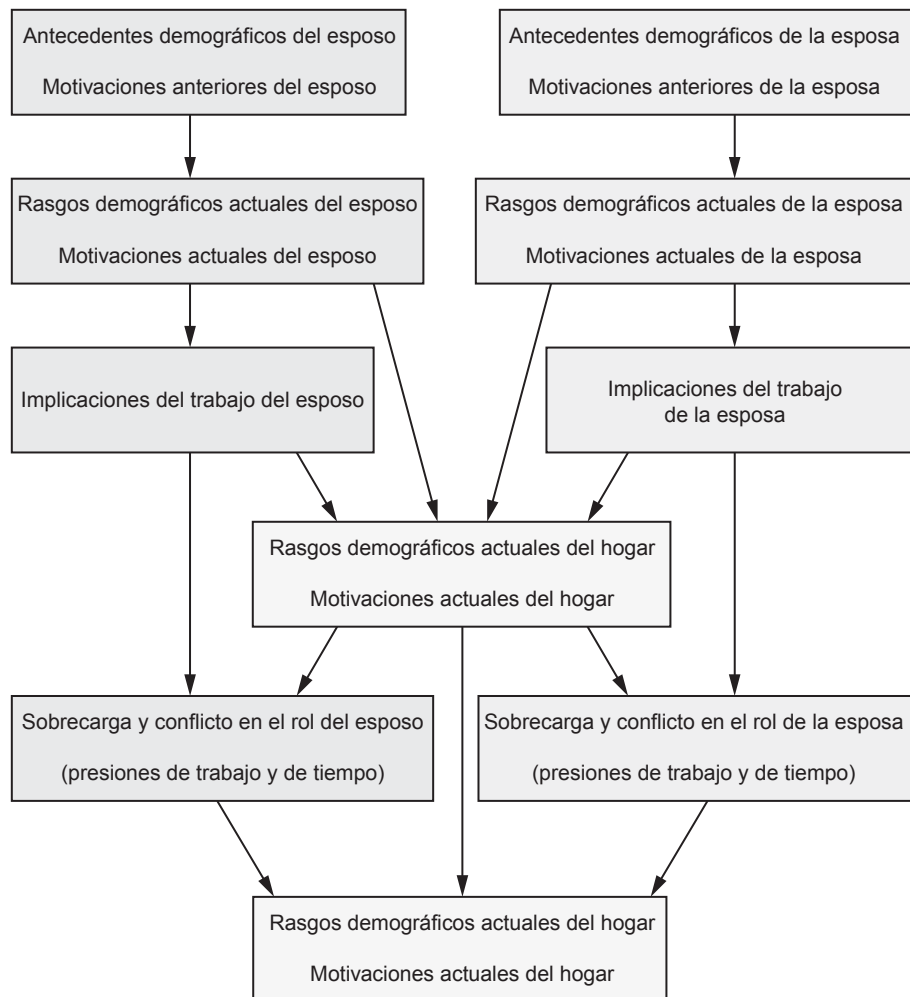 Antecedentes demográficos del esposo
Motivaciones anteriores del esposo
Antecedentes demográficos de la esposa
Motivaciones anteriores de la esposa
Rasgos demográficos actuales del esposo
Motivaciones actuales del esposo
Rasgos demográficos actuales de la esposa
Motivaciones actuales de la esposa
Implicaciones del trabajo del esposo
Implicaciones del trabajo
de la esposa
Rasgos demográficos actuales del hogar
Motivaciones actuales del hogar
Sobrecarga y conflicto en el rol del esposo
(presiones de trabajo y de tiempo)
Sobrecarga y conflicto en el rol de la esposa
(presiones de trabajo y de tiempo)
Rasgos demográficos actuales del hogar
Motivaciones actuales del hogar